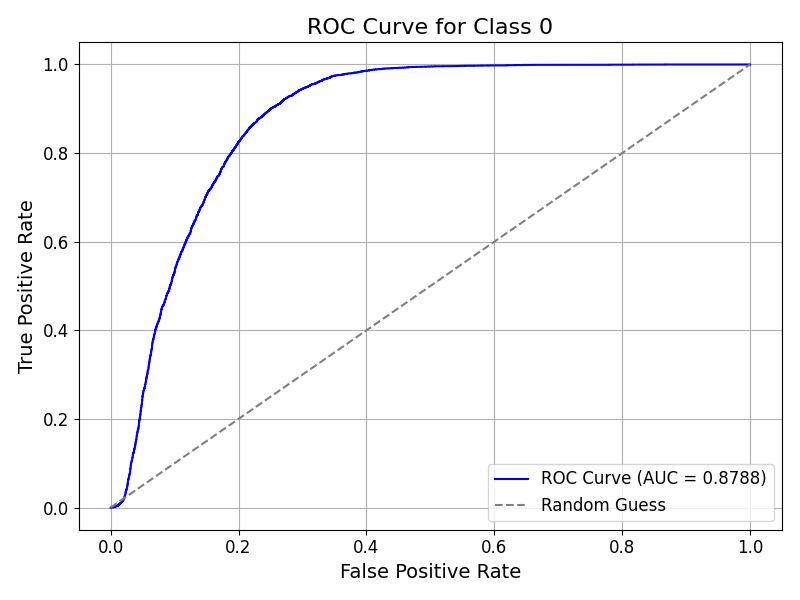 ROC Curve for Class 0
True Positive Rate
1.0
0.8
0.6
0.4
0.2
0.0
ROC Curve (AUC = 0.8788)
Random Guess
0.0 0.2 0.4 0.6 0.8 1.0
False Positive Rate